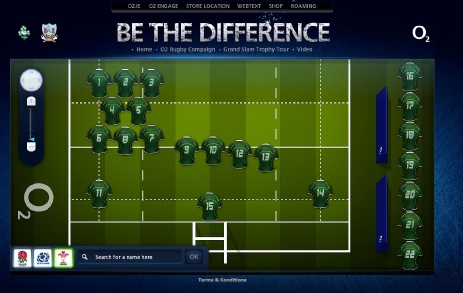 O2.IE O2 ENGAGE STORE LOCATION WEBTEXT SHOP ROAMING
BE THE DIFFERENCE
O2
• Home • O2 Rugby Campaign • Grand Slam Trophy Tour • Video
1 2 3
4 5
6 8 7
9 10 12 13
11 15 14
16
17
18
19
20
21
22
O2
Search for a name here OK
Terms & Conditions